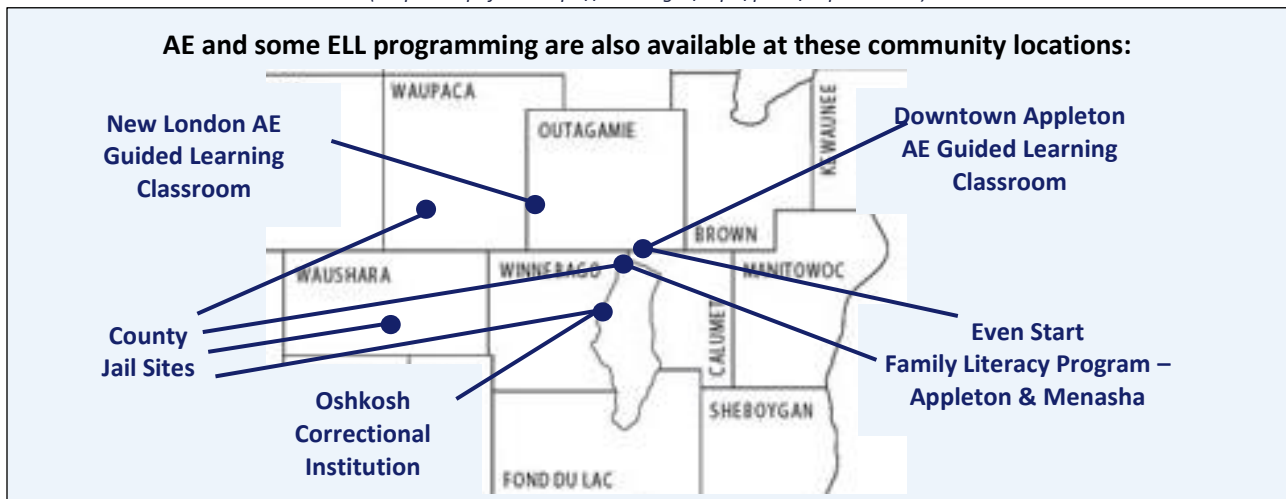 AE and some ELL programming are also available at these community locations:
WAUPACA
New London AE
Guided Learning
Classroom
OUTAGAMIE
Downtown Appleton
AE Guided Learning
Classroom
KEWAUNEE
BROWN
WAUSHARA
WINNEBAGO
MANITOWOC
CALUMET
County
Jail Sites
Even Start
Family Literacy Program –
Appleton & Menasha
Oshkosh
Correctional
Institution
SHEBOYGAN
FOND DU LAC